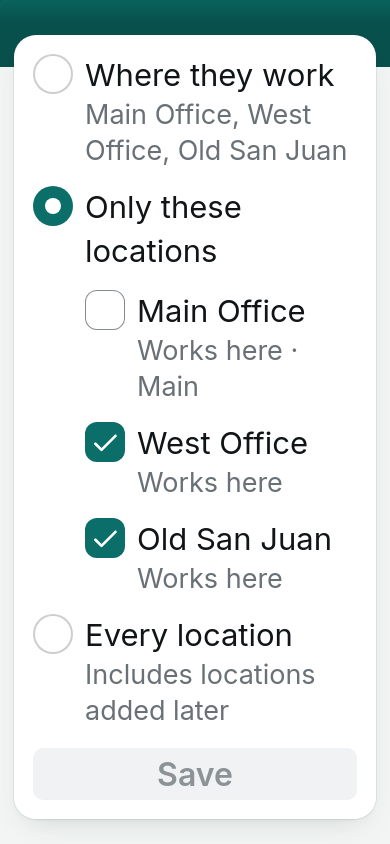 Where they work
Main Office, West
Office, Old San Juan
Only these
locations
Main Office
Works here ·
Main
West Office
Works here
Old San Juan
Works here
Every location
Includes locations
added later
Save